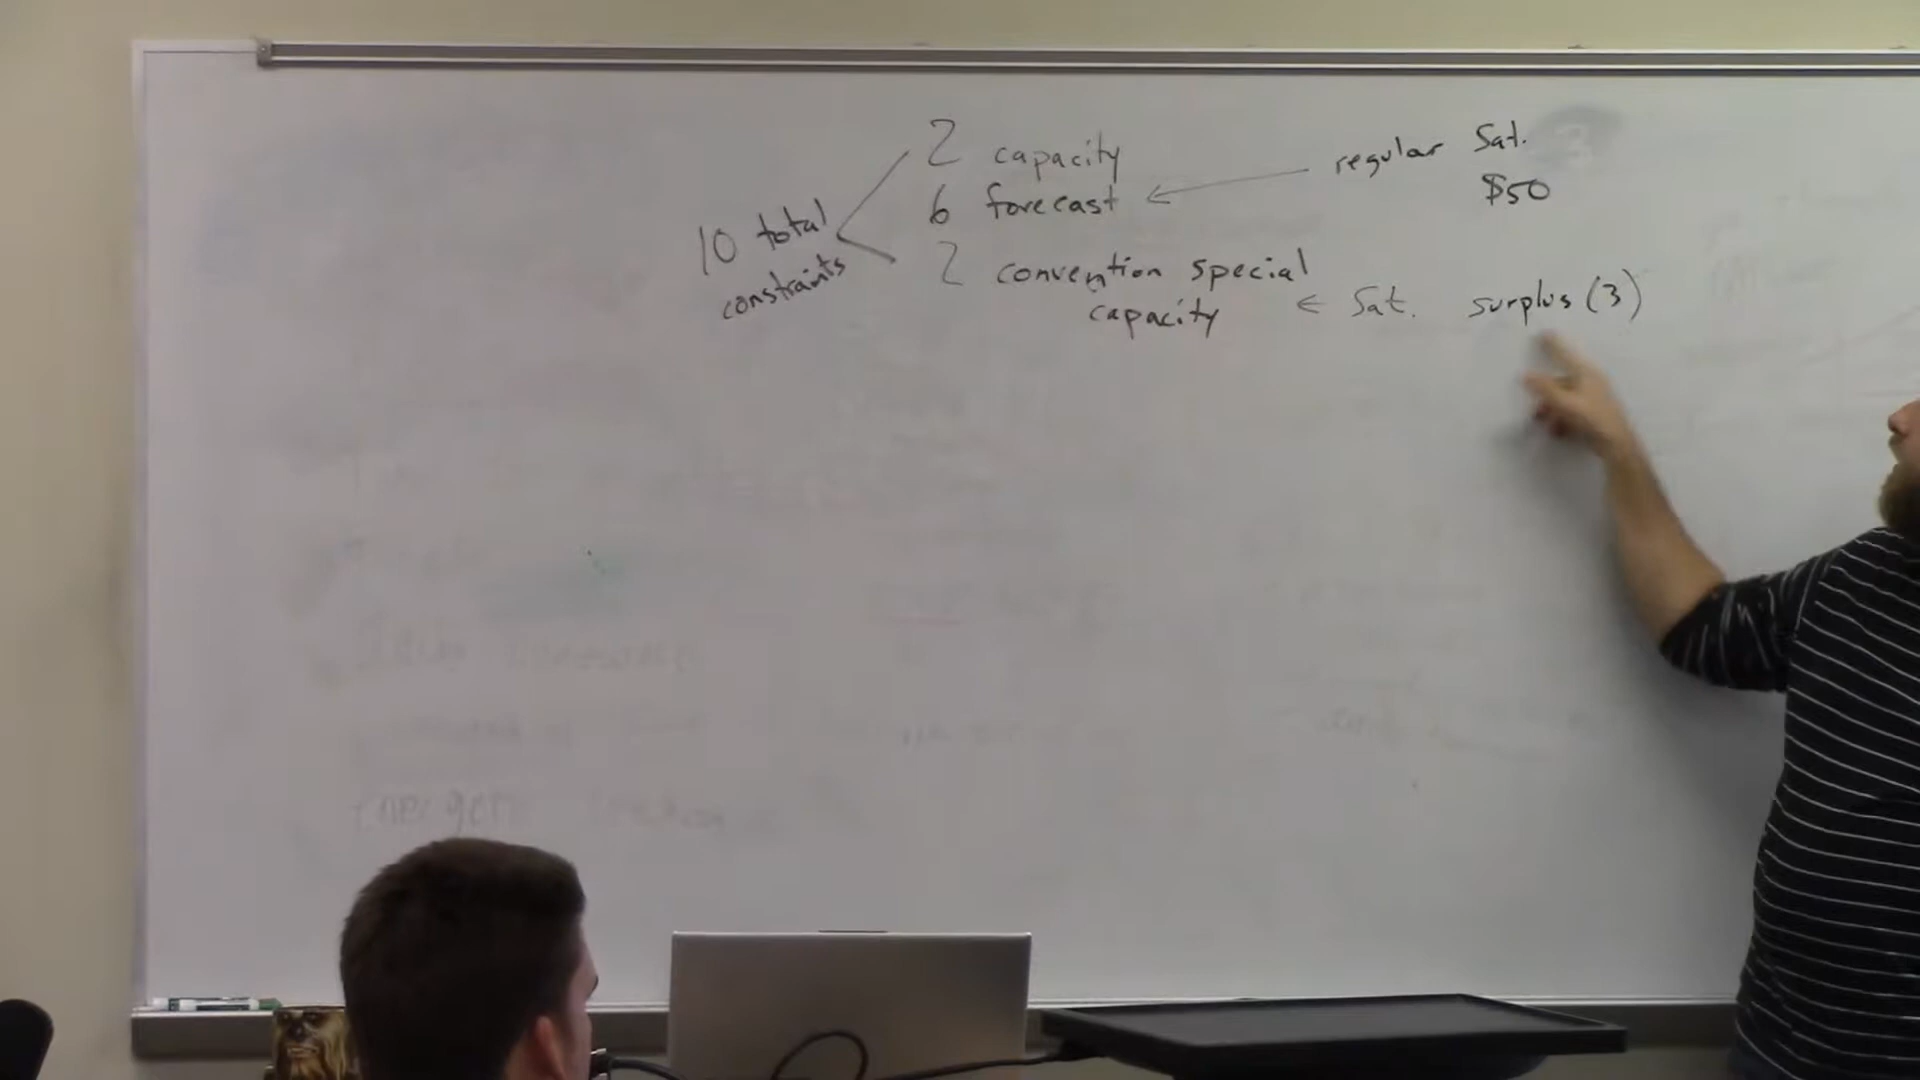 10 total
constraints
2 capacity
6 forecast ← regular Sat.
$50
2 convention special
capacity ← Sat. surplus (3)